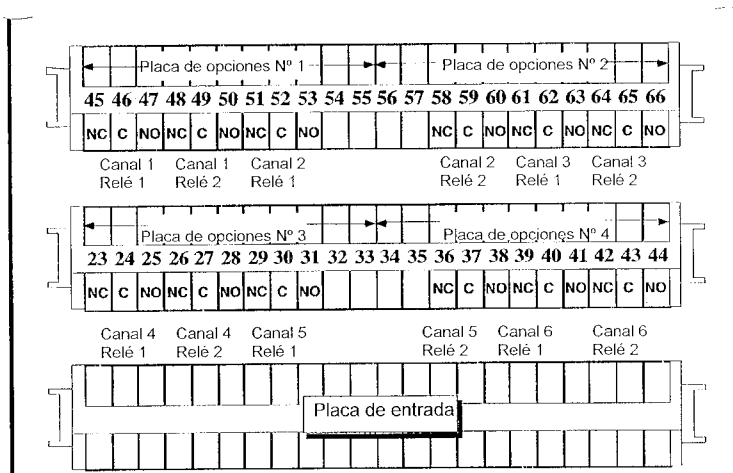 Placa de opciones Nº 1 Placa de opciones Nº 2
45 46 47 48 49 50 51 52 53 54 55 56 57 58 59 60 61 62 63 64 65 66
NC C NO NC C NO NC C NO NC C NO NC C NO NC C NO
Canal 1 Canal 1 Canal 2 Canal 2 Canal 3 Canal 3
Relé 1 Relé 2 Relé 1 Relé 2 Relé 1 Relé 2
Placa de opciones Nº 3 Placa de opciones Nº 4
23 24 25 26 27 28 29 30 31 32 33 34 35 36 37 38 39 40 41 42 43 44
NC C NO NC C NO NC C NO NC C NO NC C NO NC C NO
Canal 4 Canal 4 Canal 5 Canal 5 Canal 6 Canal 6
Relé 1 Relé 2 Relé 1 Relé 2 Relé 1 Relé 2
Placa de entrada